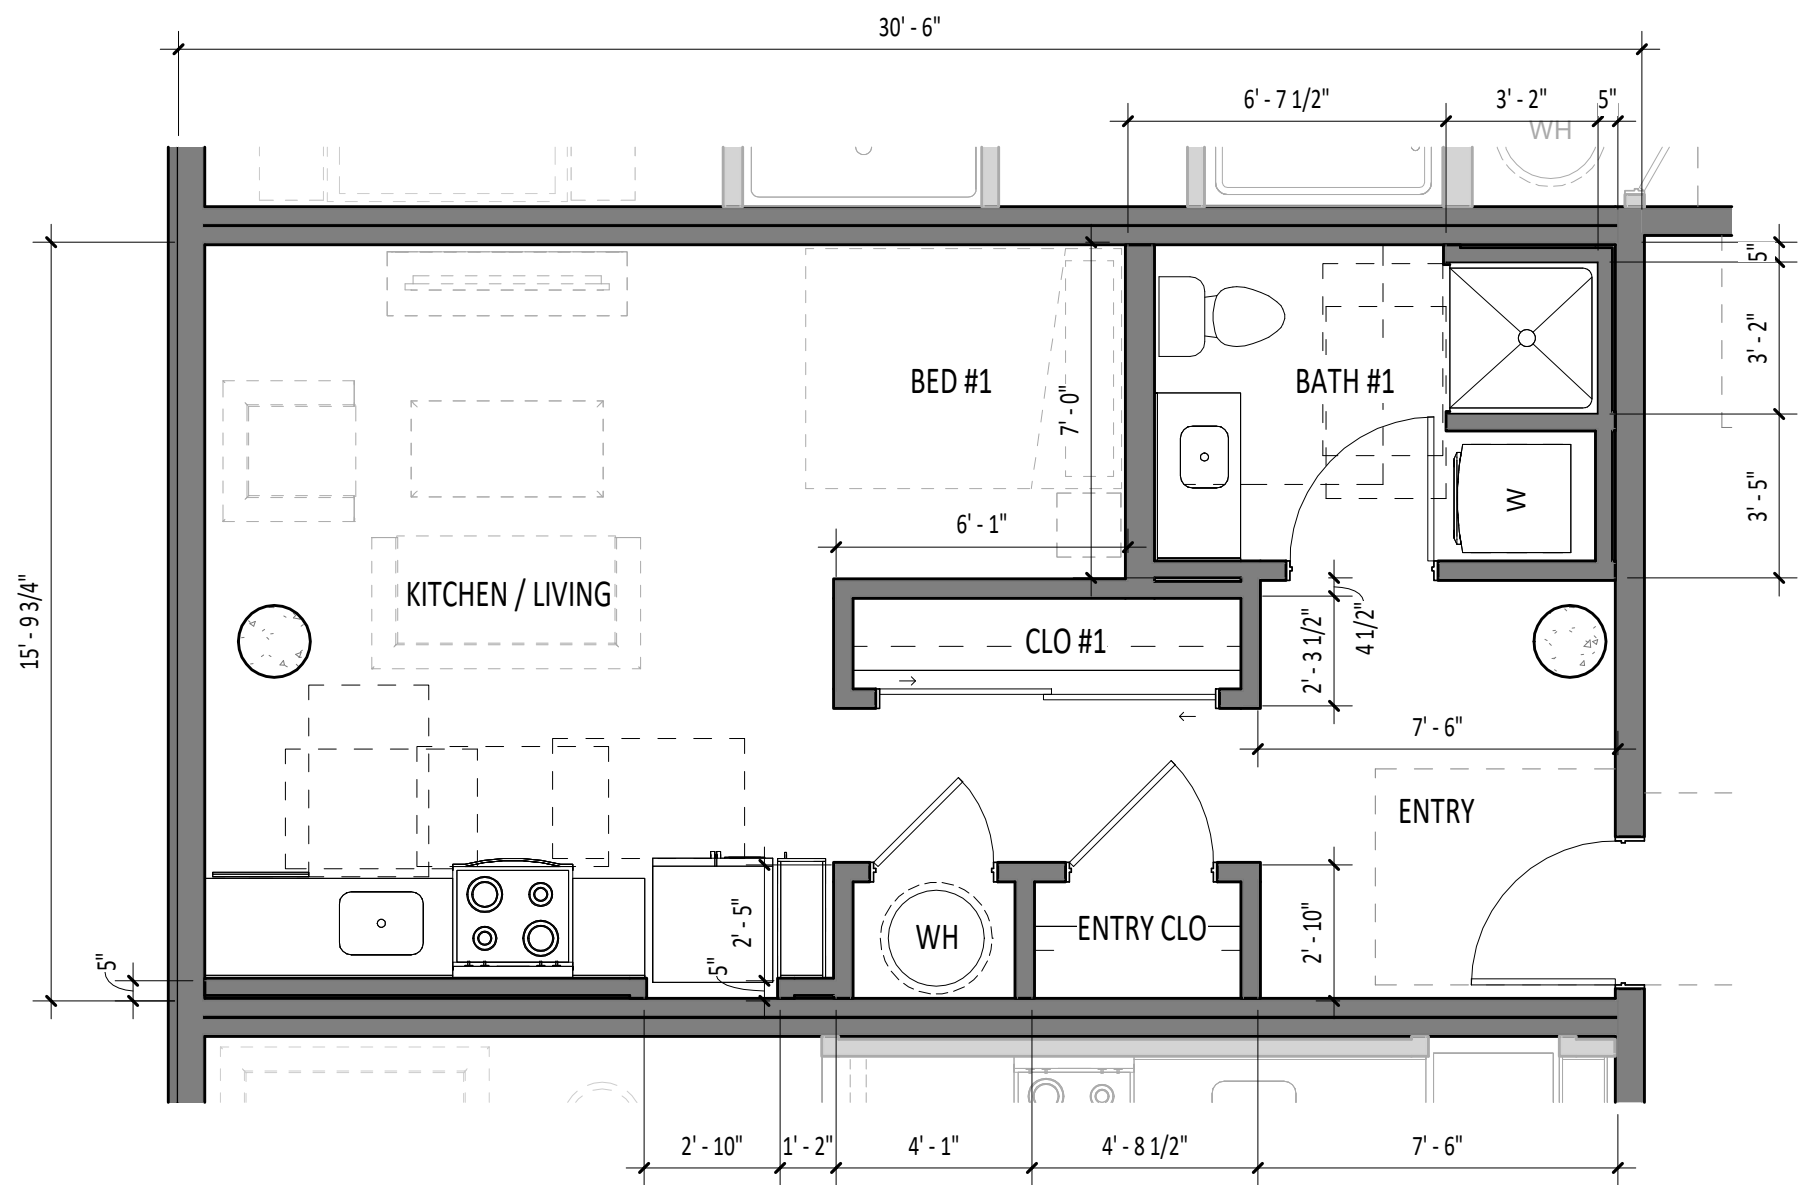 30' - 6"
6' - 7 1/2"
3' - 2"
5"
WH
5"
3' - 2"
BED #1
BATH #1
7' - 0"
3' - 5"
W
6' - 1"
15' - 9 3/4"
KITCHEN / LIVING
CLO #1
2' - 3 1/2"
4 1/2"
7' - 6"
ENTRY
2' - 5"
5"
5"
WH
ENTRY CLO
2' - 10"
2' - 10"
1' - 2"
4' - 1"
4' - 8 1/2"
7' - 6"